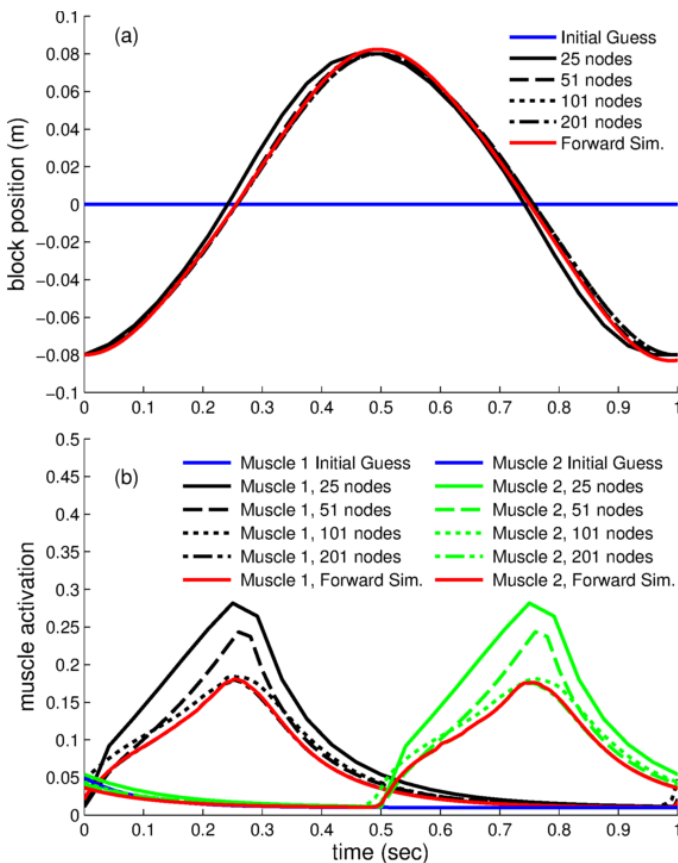 0.1
(a)
Initial Guess
25 nodes
51 nodes
101 nodes
201 nodes
Forward Sim.
0.08
0.06
0.04
0.02
0
−0.02
−0.04
−0.06
−0.08
−0.1
block position (m)
0 0.1 0.2 0.3 0.4 0.5 0.6 0.7 0.8 0.9 1
0.5
(b)
Muscle 1 Initial Guess Muscle 2 Initial Guess
Muscle 1, 25 nodes Muscle 2, 25 nodes
Muscle 1, 51 nodes Muscle 2, 51 nodes
Muscle 1, 101 nodes Muscle 2, 101 nodes
Muscle 1, 201 nodes Muscle 2, 201 nodes
Muscle 1, Forward Sim. Muscle 2, Forward Sim.
0.45
0.4
0.35
0.3
0.25
0.2
0.15
0.1
0.05
0
muscle activation
0 0.1 0.2 0.3 0.4 0.5 0.6 0.7 0.8 0.9 1
time (sec)